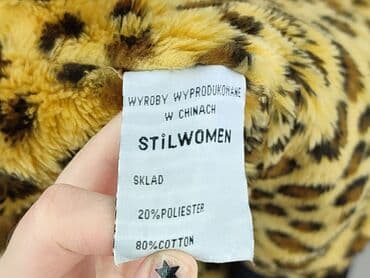 WYROBY WYPRODUKOWANE
W CHINACH
STiLWOMEN
SKLAD
20%POLIESTER
80%COTTON